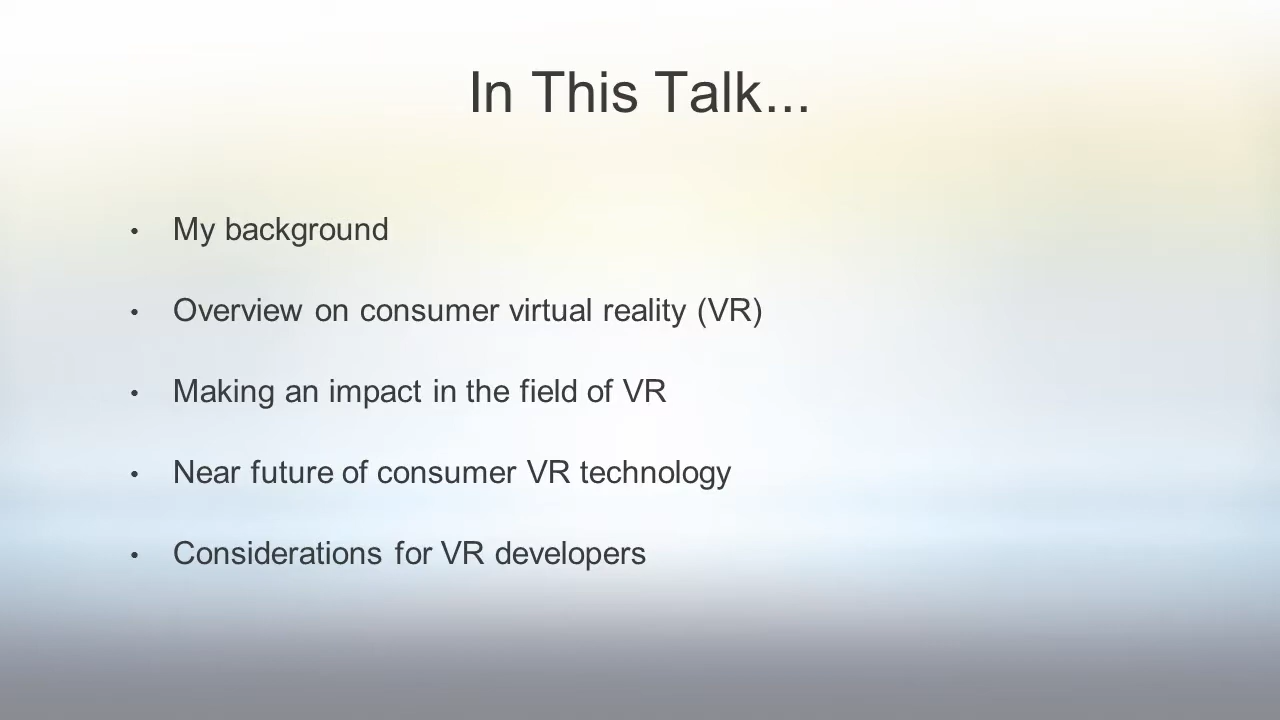 In This Talk...
• My background
• Overview on consumer virtual reality (VR)
• Making an impact in the field of VR
• Near future of consumer VR technology
• Considerations for VR developers